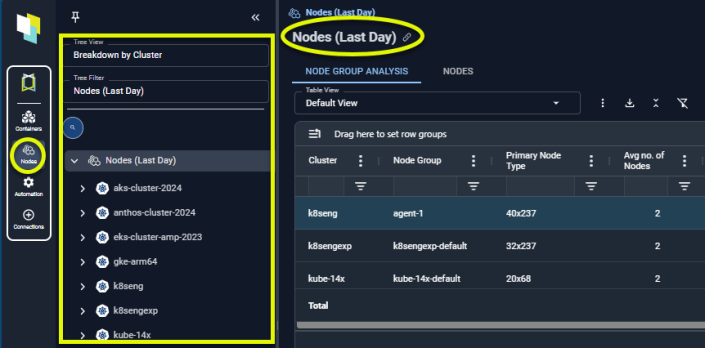 Containers
Nodes
Automation
Connections
Tree View
Breakdown by Cluster
Tree Filter
Nodes (Last Day)
Nodes (Last Day)
aks-cluster-2024
anthos-cluster-2024
eks-cluster-amp-2023
gke-arm64
k8seng
k8sengexp
kube-14x
Nodes (Last Day)
Nodes (Last Day)
NODE GROUP ANALYSIS NODES
Table View
Default View
Drag here to set row groups
Cluster Node Group Primary Node Type Avg no. of Nodes
k8seng agent-1 40x237 2
k8sengexp k8sengexp-default 32x237 2
kube-14x kube-14x-default 20x68 2
Total